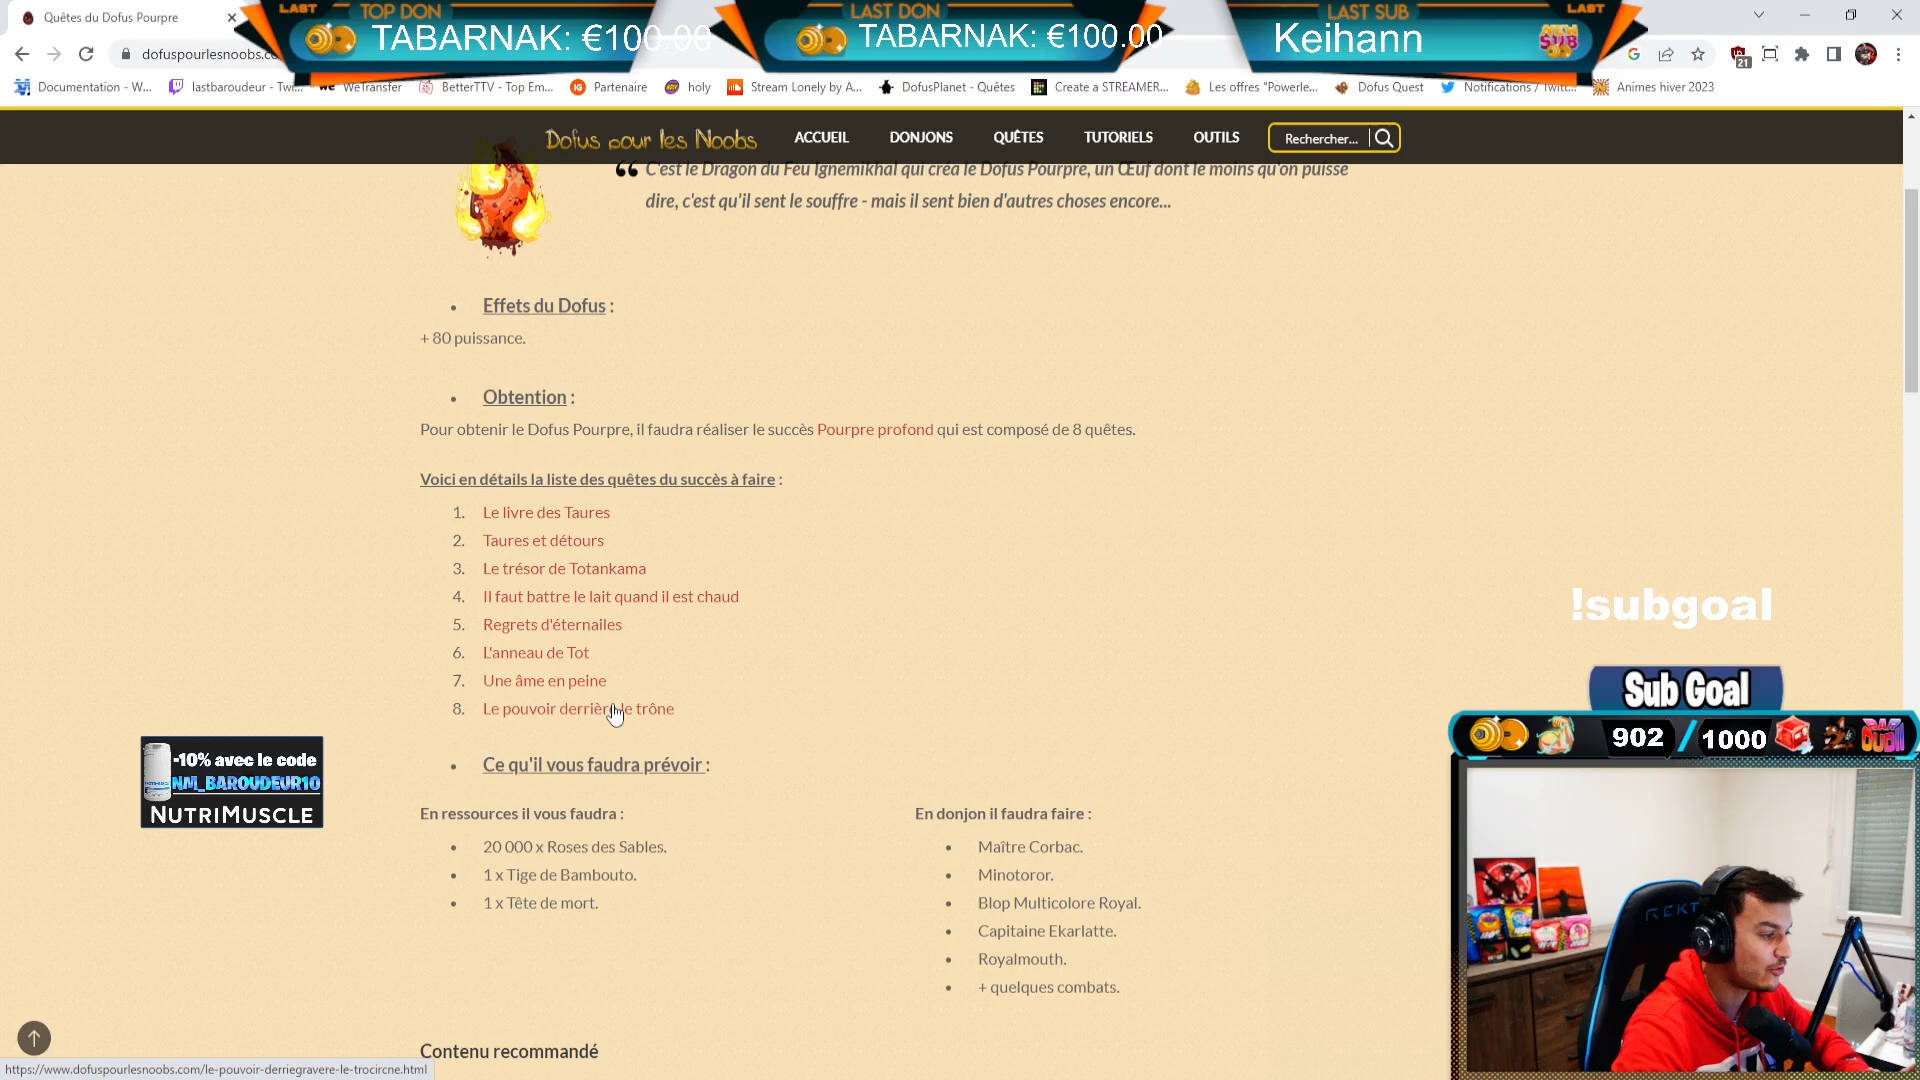 Quêtes du Dofus Pourpre
LAST TOP DON
TABARNAK: €100.00
LAST DON
TABARNAK: €100.00
LAST SUB LAST
Keihann
NEW SUB
dofuspourlesnoobs.co
21
Documentation - W...
lastbaroudeur - Twi...
WeTransfer
BetterTTV - Top Em...
Partenaire
holy
Stream Lonely by A...
DofusPlanet - Quêtes
Create a STREAMER...
Les offres "Powerle...
Dofus Quest
Notifications / Twitt...
Animes hiver 2023
Dofus pour les Noobs
ACCUEIL
DONJONS
QUÊTES
TUTORIELS
OUTILS
Rechercher...
C'est le Dragon du Feu Ignemikhal qui créa le Dofus Pourpre, un Œuf dont le moins qu'on puisse
dire, c'est qu'il sent le souffre - mais il sent bien d'autres choses encore...
• Effets du Dofus :
+ 80 puissance.
• Obtention :
Pour obtenir le Dofus Pourpre, il faudra réaliser le succès Pourpre profond qui est composé de 8 quêtes.
Voici en détails la liste des quêtes du succès à faire :
1. Le livre des Taures
2. Taures et détours
3. Le trésor de Totankama
4. Il faut battre le lait quand il est chaud
5. Regrets d'éternailes
6. L'anneau de Tot
7. Une âme en peine
8. Le pouvoir derrière le trône
• Ce qu'il vous faudra prévoir :
En ressources il vous faudra :
• 20 000 x Roses des Sables.
• 1 x Tige de Bambouto.
• 1 x Tête de mort.
En donjon il faudra faire :
• Maître Corbac.
• Minotoror.
• Blop Multicolore Royal.
• Capitaine Ekarlatte.
• Royalmouth.
• + quelques combats.
Contenu recommandé
https://www.dofuspourlesnoobs.com/le-pouvoir-derriegravere-le-trocircne.html
-10% avec le code
NM_BAROUDEUR10
NUTRIMUSCLE
!subgoal
Sub Goal
902 / 1000
REKT